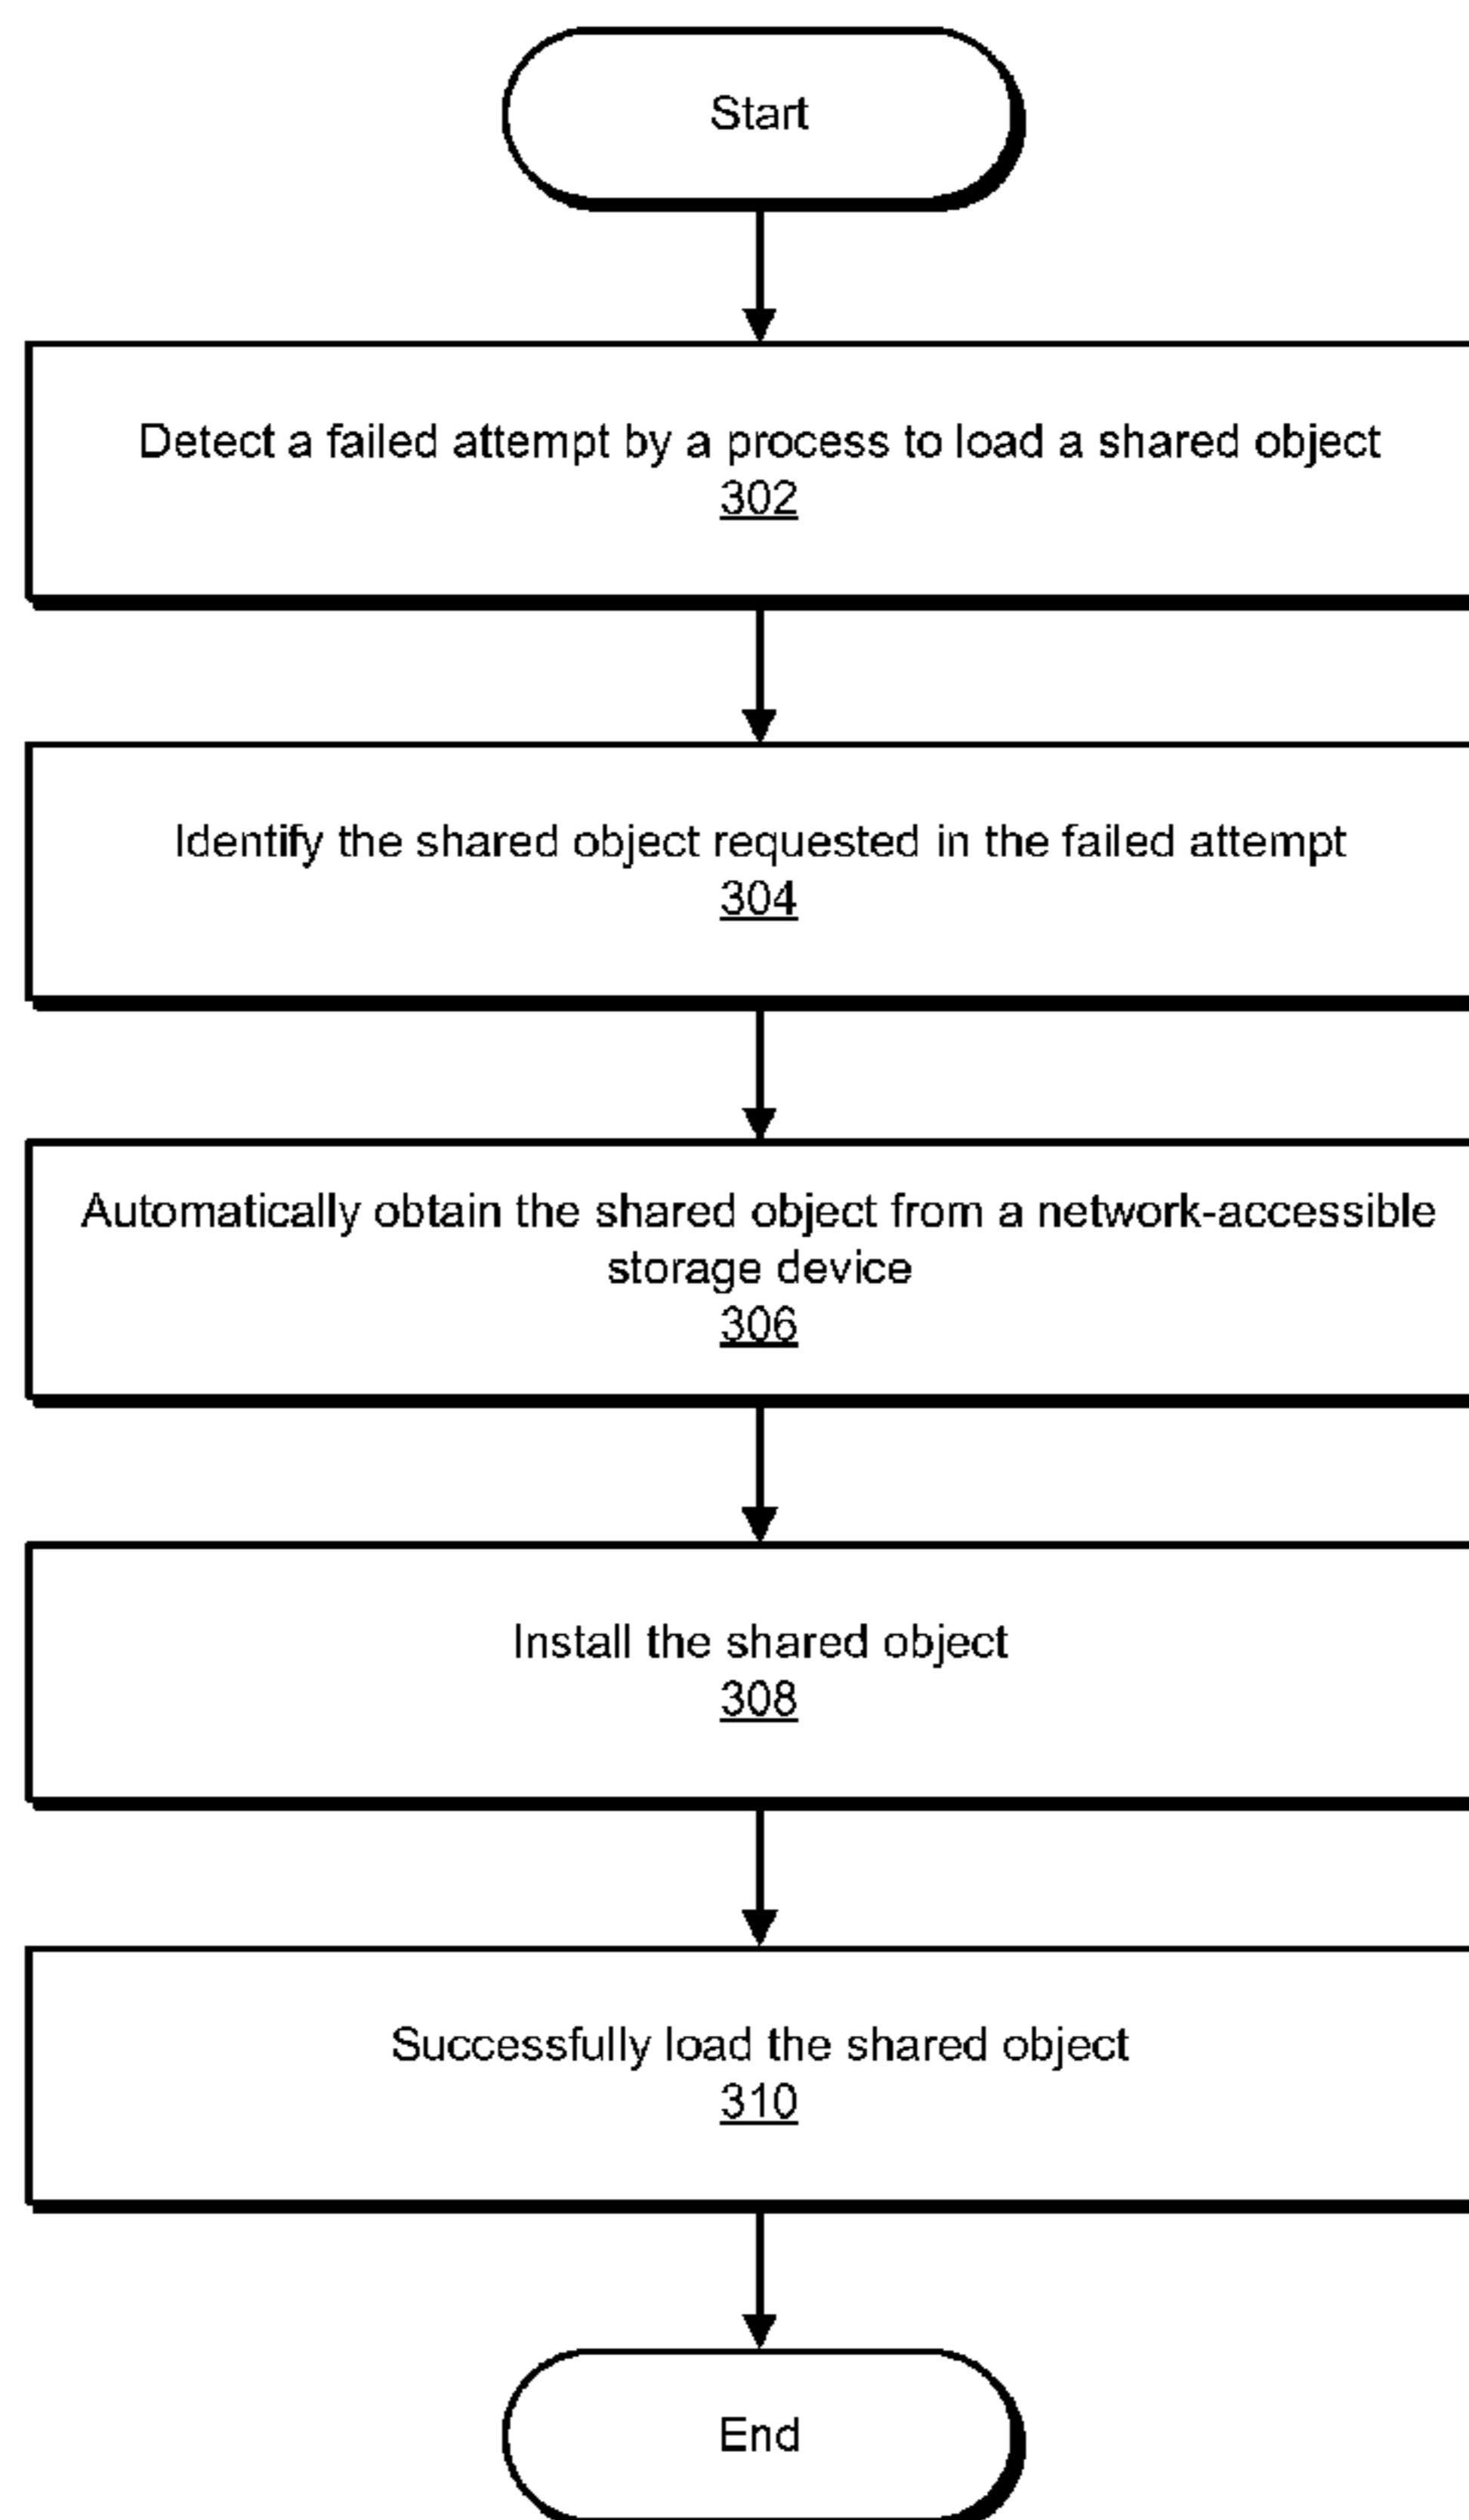 Start
Detect a failed attempt by a process to load a shared object
302
Identify the shared object requested in the failed attempt
304
Automatically obtain the shared object from a network-accessible
storage device
306
Install the shared object
308
Successfully load the shared object
310
End